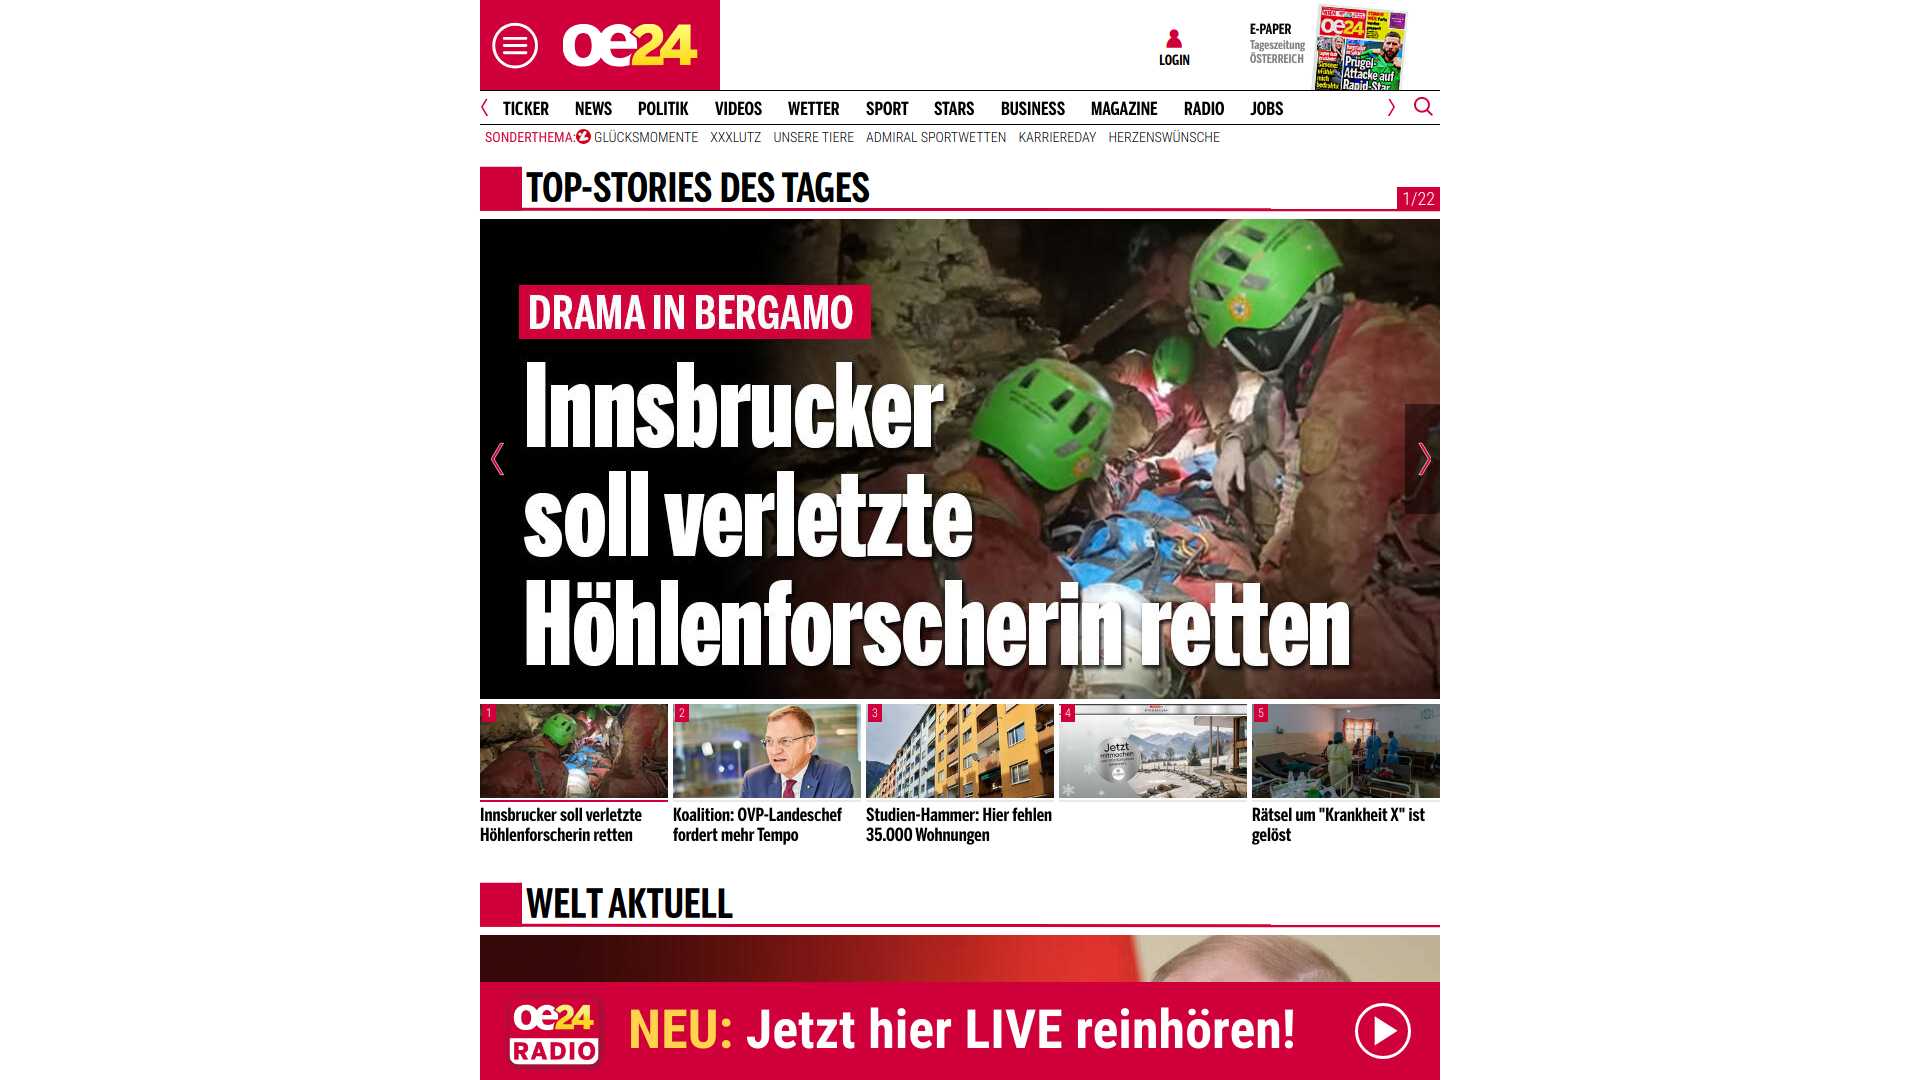 oe24
LOGIN
E-PAPER
Tageszeitung
ÖSTERREICH
oe24
Prügel-
Attacke auf
Rapid-Star
TICKER NEWS POLITIK VIDEOS WETTER SPORT STARS BUSINESS MAGAZINE RADIO JOBS
SONDERTHEMA: GLÜCKSMOMENTE XXXLUTZ UNSERE TIERE ADMIRAL SPORTWETTEN KARRIEREDAY HERZENSWÜNSCHE
TOP-STORIES DES TAGES
1/22
DRAMA IN BERGAMO
Innsbrucker
soll verletzte
Höhlenforscherin retten
1
2
3
4
5
Jetzt
mitmachen
Innsbrucker soll verletzte
Höhlenforscherin retten
Koalition: ÖVP-Landeschef
fordert mehr Tempo
Studien-Hammer: Hier fehlen
35.000 Wohnungen
Rätsel um "Krankheit X" ist
gelöst
WELT AKTUELL
oe24
RADIO
NEU: Jetzt hier LIVE reinhören!